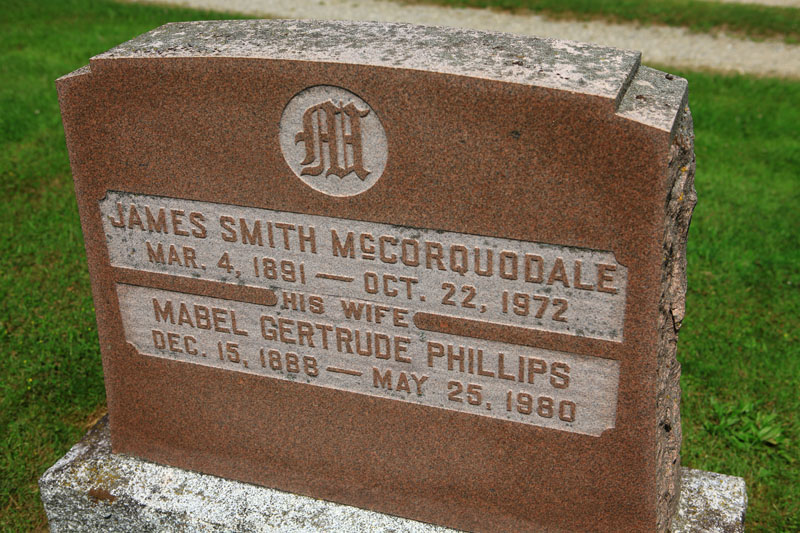 M
JAMES SMITH McCORQUODALE
MAR. 4, 1891 — OCT. 22, 1972
HIS WIFE
MABEL GERTRUDE PHILLIPS
DEC. 15, 1888 — MAY 25, 1980